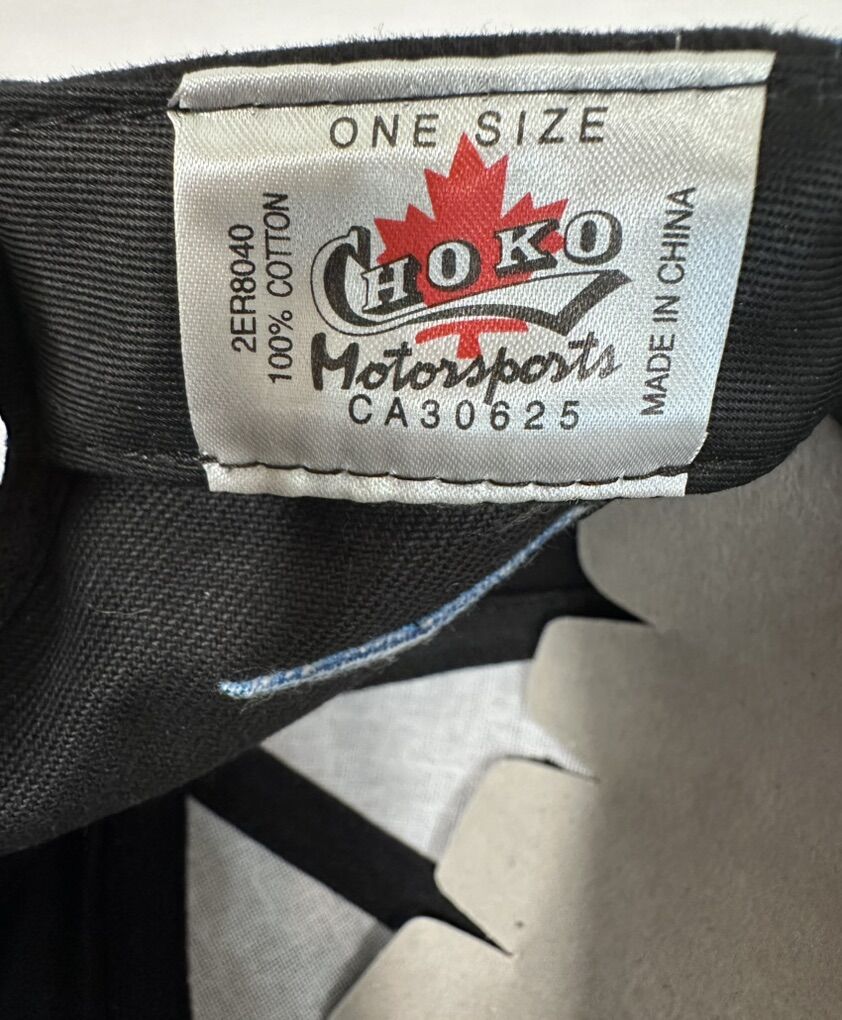 ONE SIZE
2ER8040
100% COTTON
CHOKO
Motorsports
CA30625
MADE IN CHINA